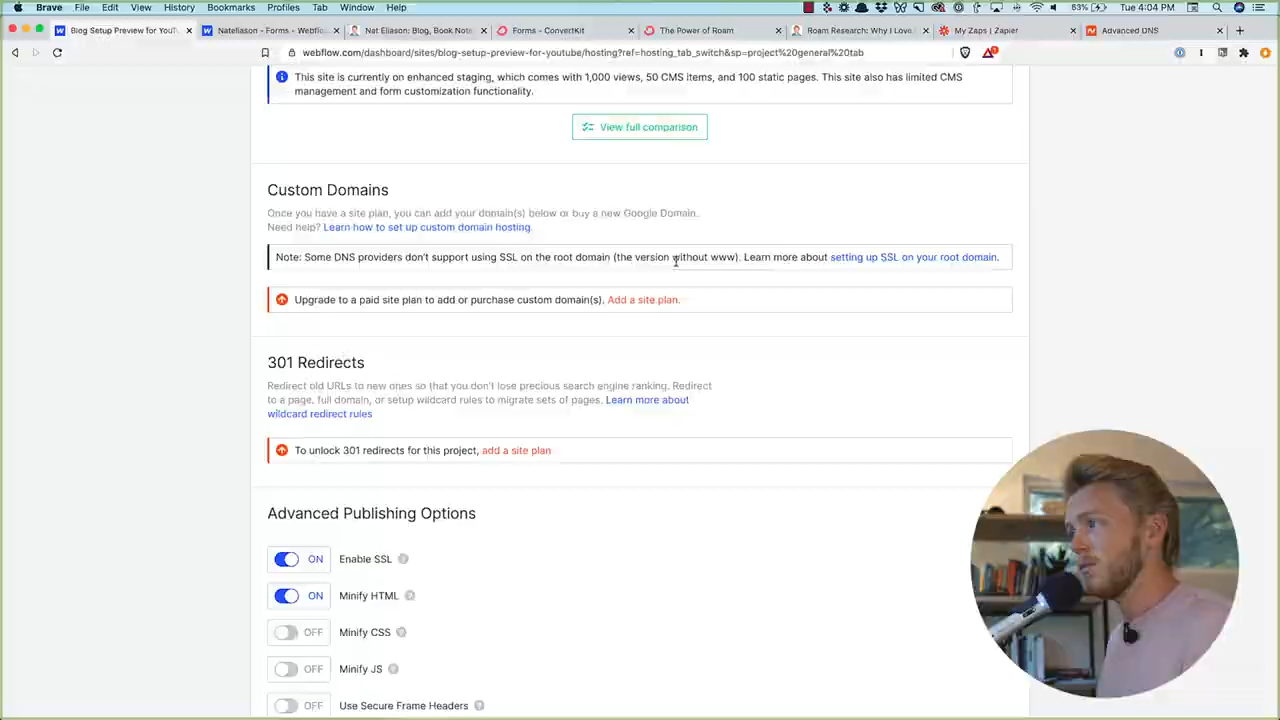 Brave File Edit View History Bookmarks Profiles Tab Window Help 63% Tue 4:04 PM
Blog Setup Preview for YouT
Nateliason - Forms - Webflow
Nat Eliason: Blog, Book Note
Forms - ConvertKit
The Power of Roam
Roam Research: Why I Love
My Zaps | Zapier
Advanced DNS
webflow.com/dashboard/sites/blog-setup-preview-for-youtube/hosting?ref=hosting_tab_switch&sp=project%20general%20tab
This site is currently on enhanced staging, which comes with 1,000 views, 50 CMS items, and 100 static pages. This site also has limited CMS
management and form customization functionality.
View full comparison
Custom Domains
Once you have a site plan, you can add your domain(s) below or buy a new Google Domain.
Need help? Learn how to set up custom domain hosting.
Note: Some DNS providers don't support using SSL on the root domain (the version without www). Learn more about setting up SSL on your root domain.
Upgrade to a paid site plan to add or purchase custom domain(s). Add a site plan.
301 Redirects
Redirect old URLs to new ones so that you don't lose precious search engine ranking. Redirect
to a page, full domain, or setup wildcard rules to migrate sets of pages. Learn more about
wildcard redirect rules
To unlock 301 redirects for this project, add a site plan
Advanced Publishing Options
ON Enable SSL ?
ON Minify HTML ?
OFF Minify CSS ?
OFF Minify JS ?
OFF Use Secure Frame Headers ?